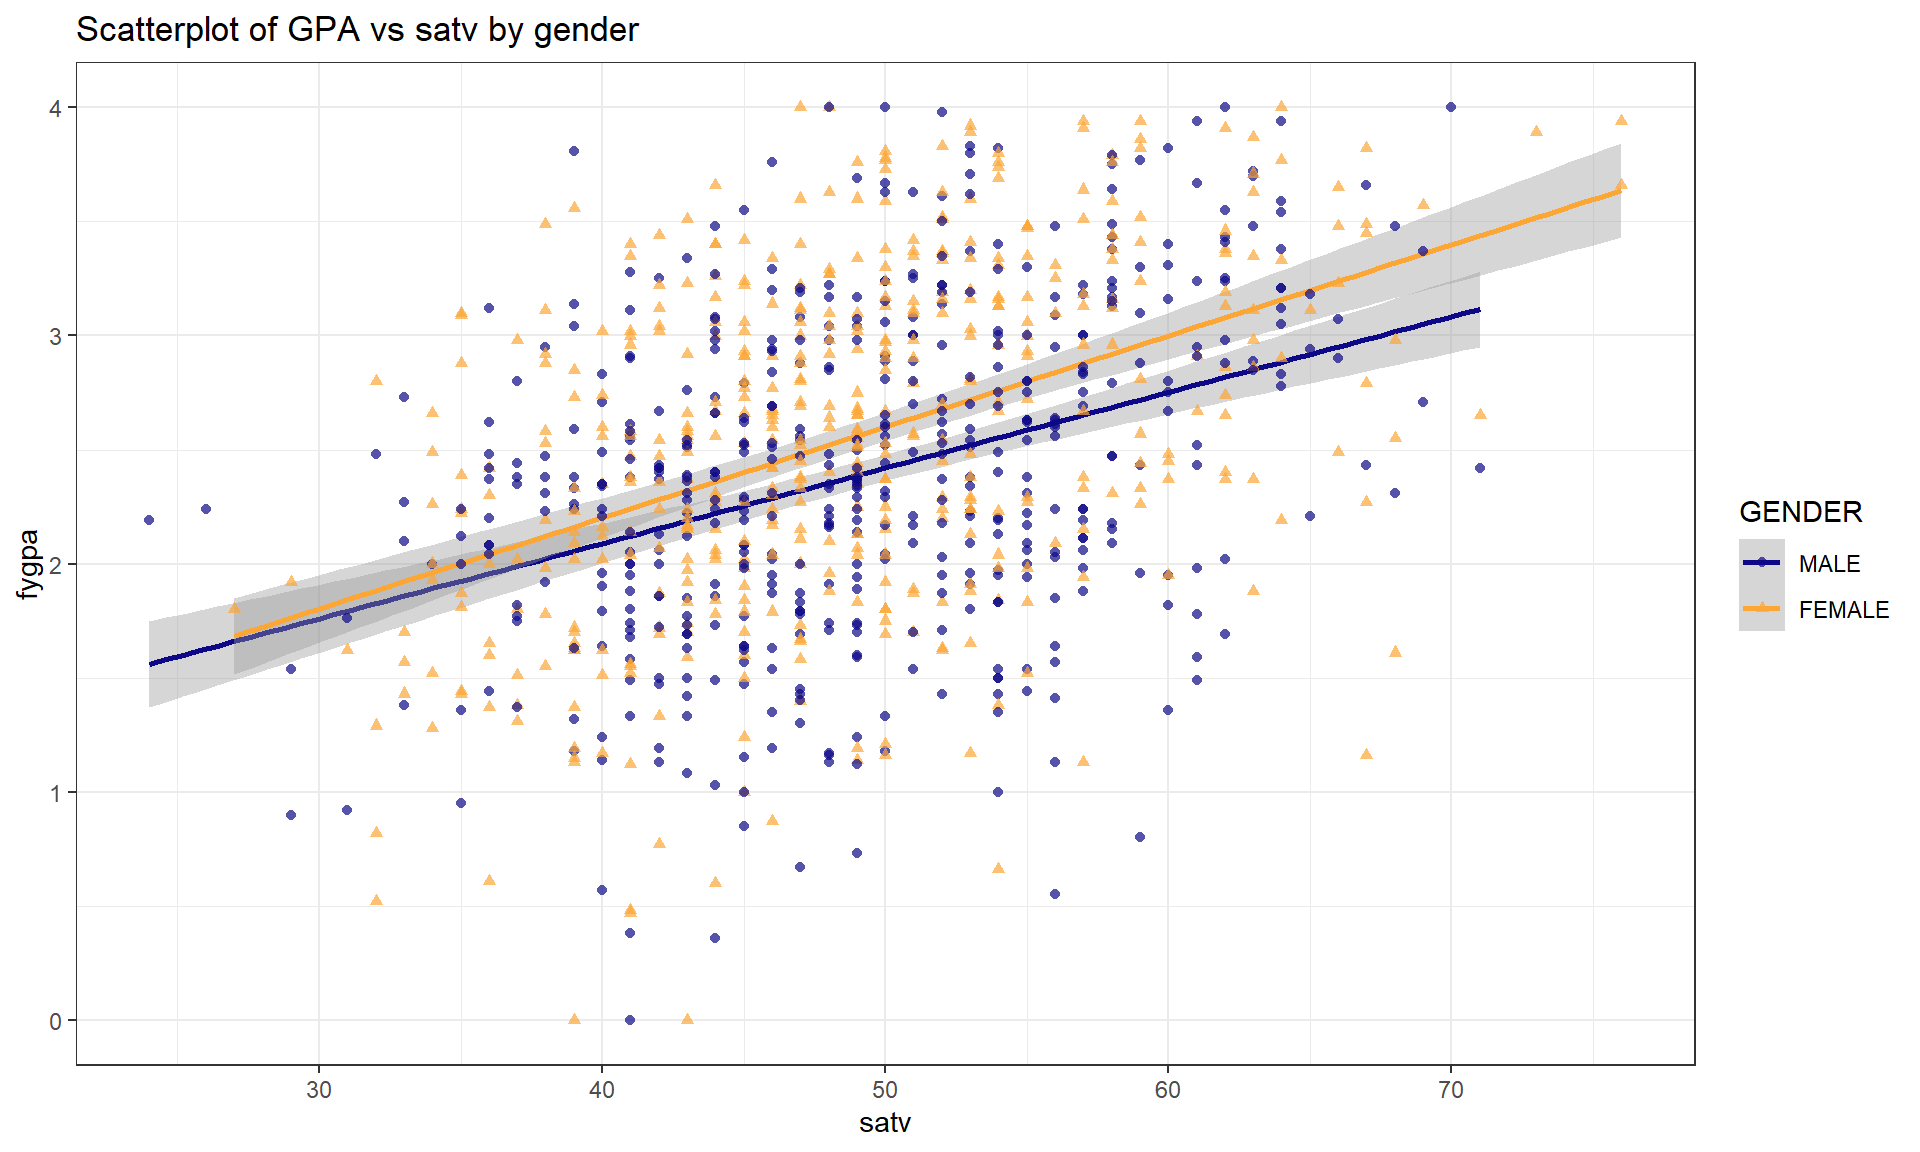 Scatterplot of GPA vs satv by gender
fygpa
4
3
2
1
0
30 40 50 60 70
satv
GENDER
MALE
FEMALE